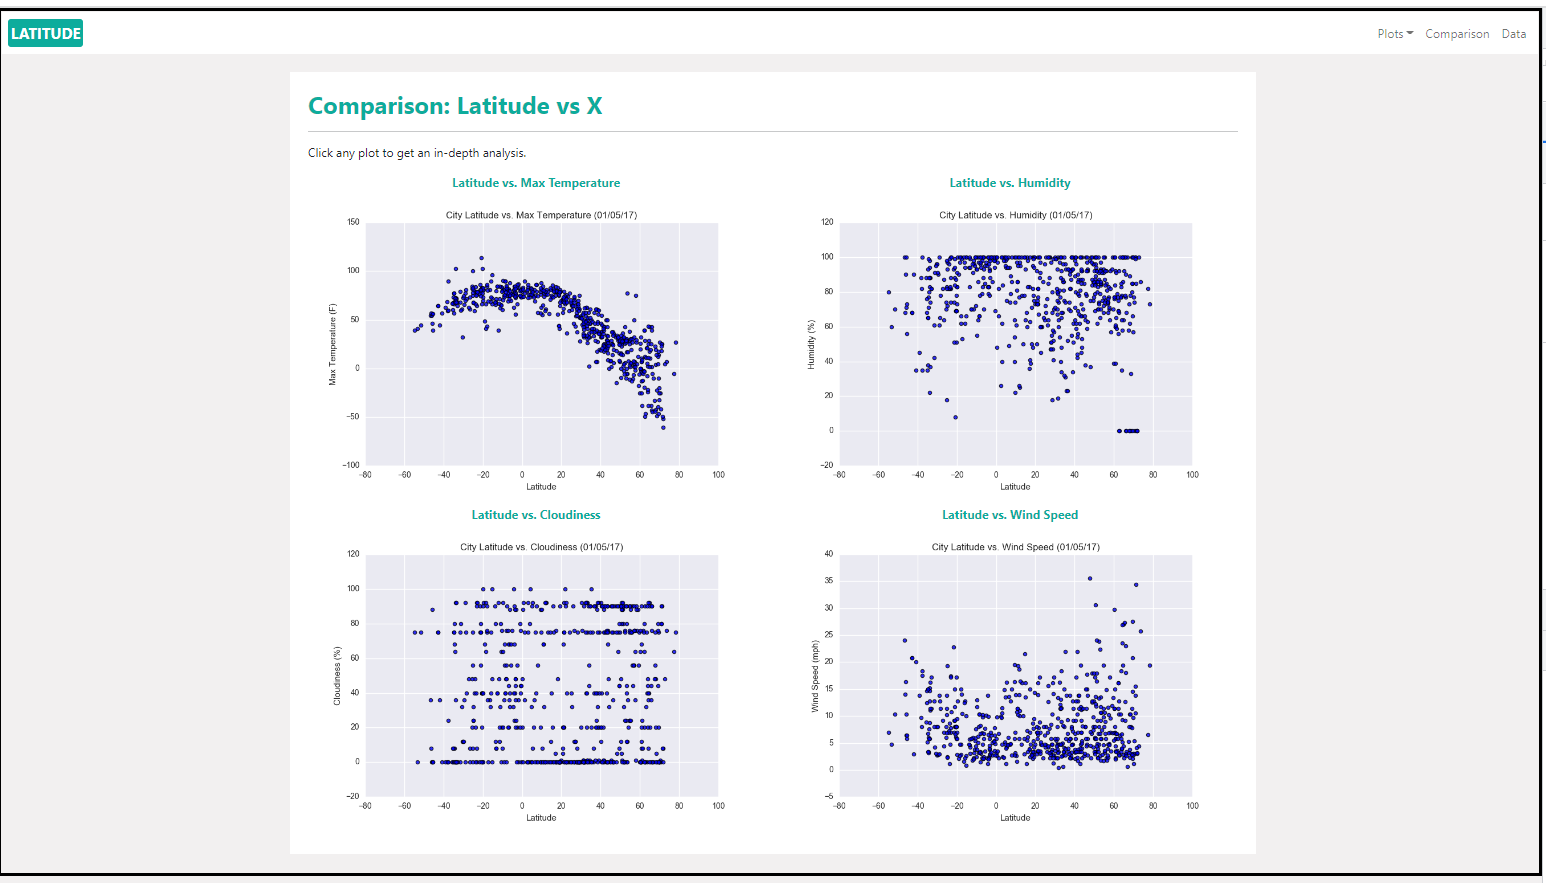 LATITUDE
Plots Comparison Data
Comparison: Latitude vs X
Click any plot to get an in-depth analysis.
Latitude vs. Max Temperature
City Latitude vs. Max Temperature (01/05/17)
Max Temperature (F)
150
100
50
0
−50
−100
−80 −60 −40 −20 0 20 40 60 80 100
Latitude
Latitude vs. Humidity
City Latitude vs. Humidity (01/05/17)
Humidity (%)
120
100
80
60
40
20
0
−20
−80 −60 −40 −20 0 20 40 60 80 100
Latitude
Latitude vs. Cloudiness
City Latitude vs. Cloudiness (01/05/17)
Cloudiness (%)
120
100
80
60
40
20
0
−20
−80 −60 −40 −20 0 20 40 60 80 100
Latitude
Latitude vs. Wind Speed
City Latitude vs. Wind Speed (01/05/17)
Wind Speed (mph)
40
35
30
25
20
15
10
5
0
−5
−80 −60 −40 −20 0 20 40 60 80 100
Latitude